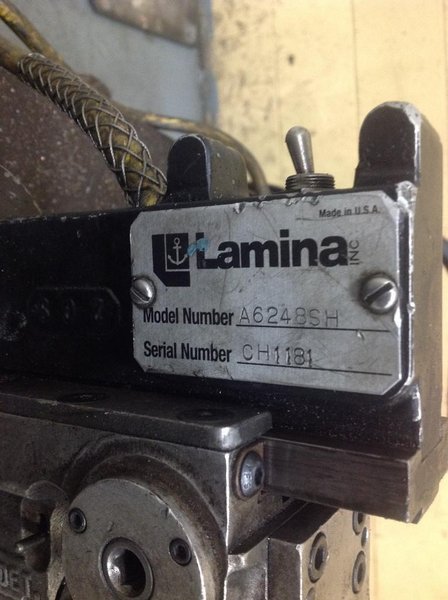 Made in U.S.A.
Lamina INC
Model Number A6248SH
Serial Number CH1181